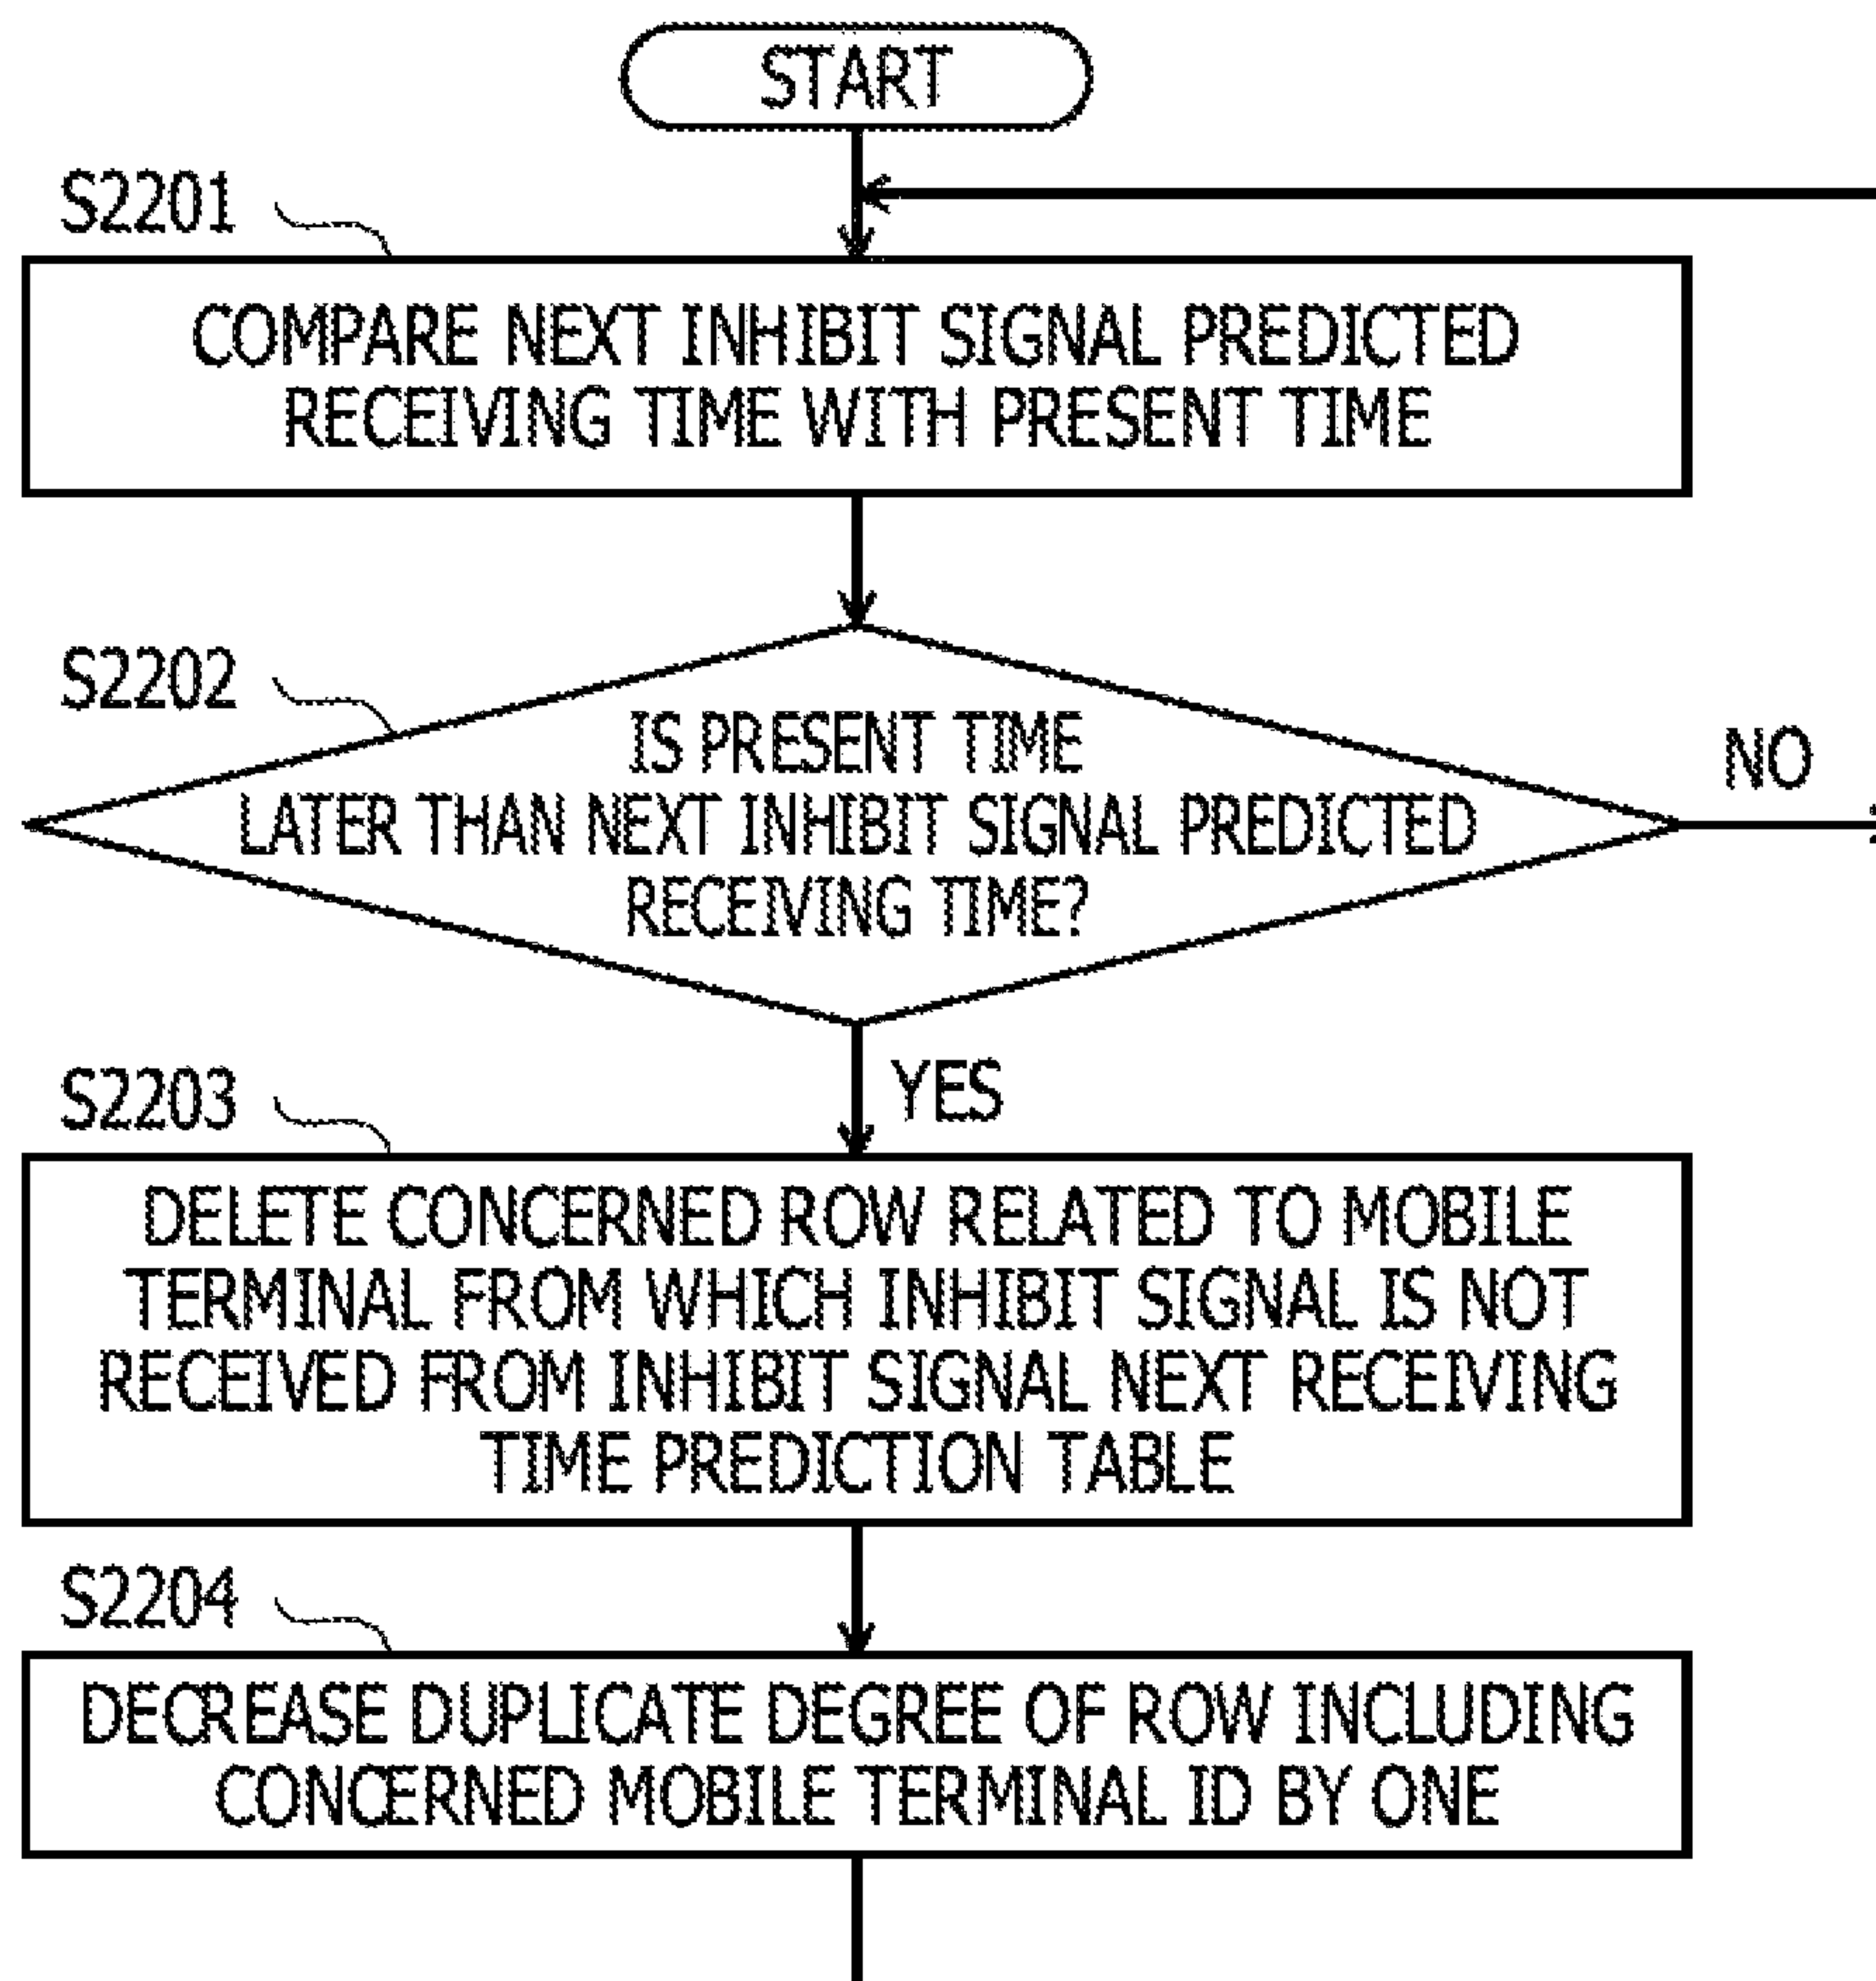 START
S2201
COMPARE NEXT INHIBIT SIGNAL PREDICTED
RECEIVING TIME WITH PRESENT TIME
S2202
IS PRESENT TIME
LATER THAN NEXT INHIBIT SIGNAL PREDICTED
RECEIVING TIME?
NO
YES
S2203
DELETE CONCERNED ROW RELATED TO MOBILE
TERMINAL FROM WHICH INHIBIT SIGNAL IS NOT
RECEIVED FROM INHIBIT SIGNAL NEXT RECEIVING
TIME PREDICTION TABLE
S2204
DECREASE DUPLICATE DEGREE OF ROW INCLUDING
CONCERNED MOBILE TERMINAL ID BY ONE